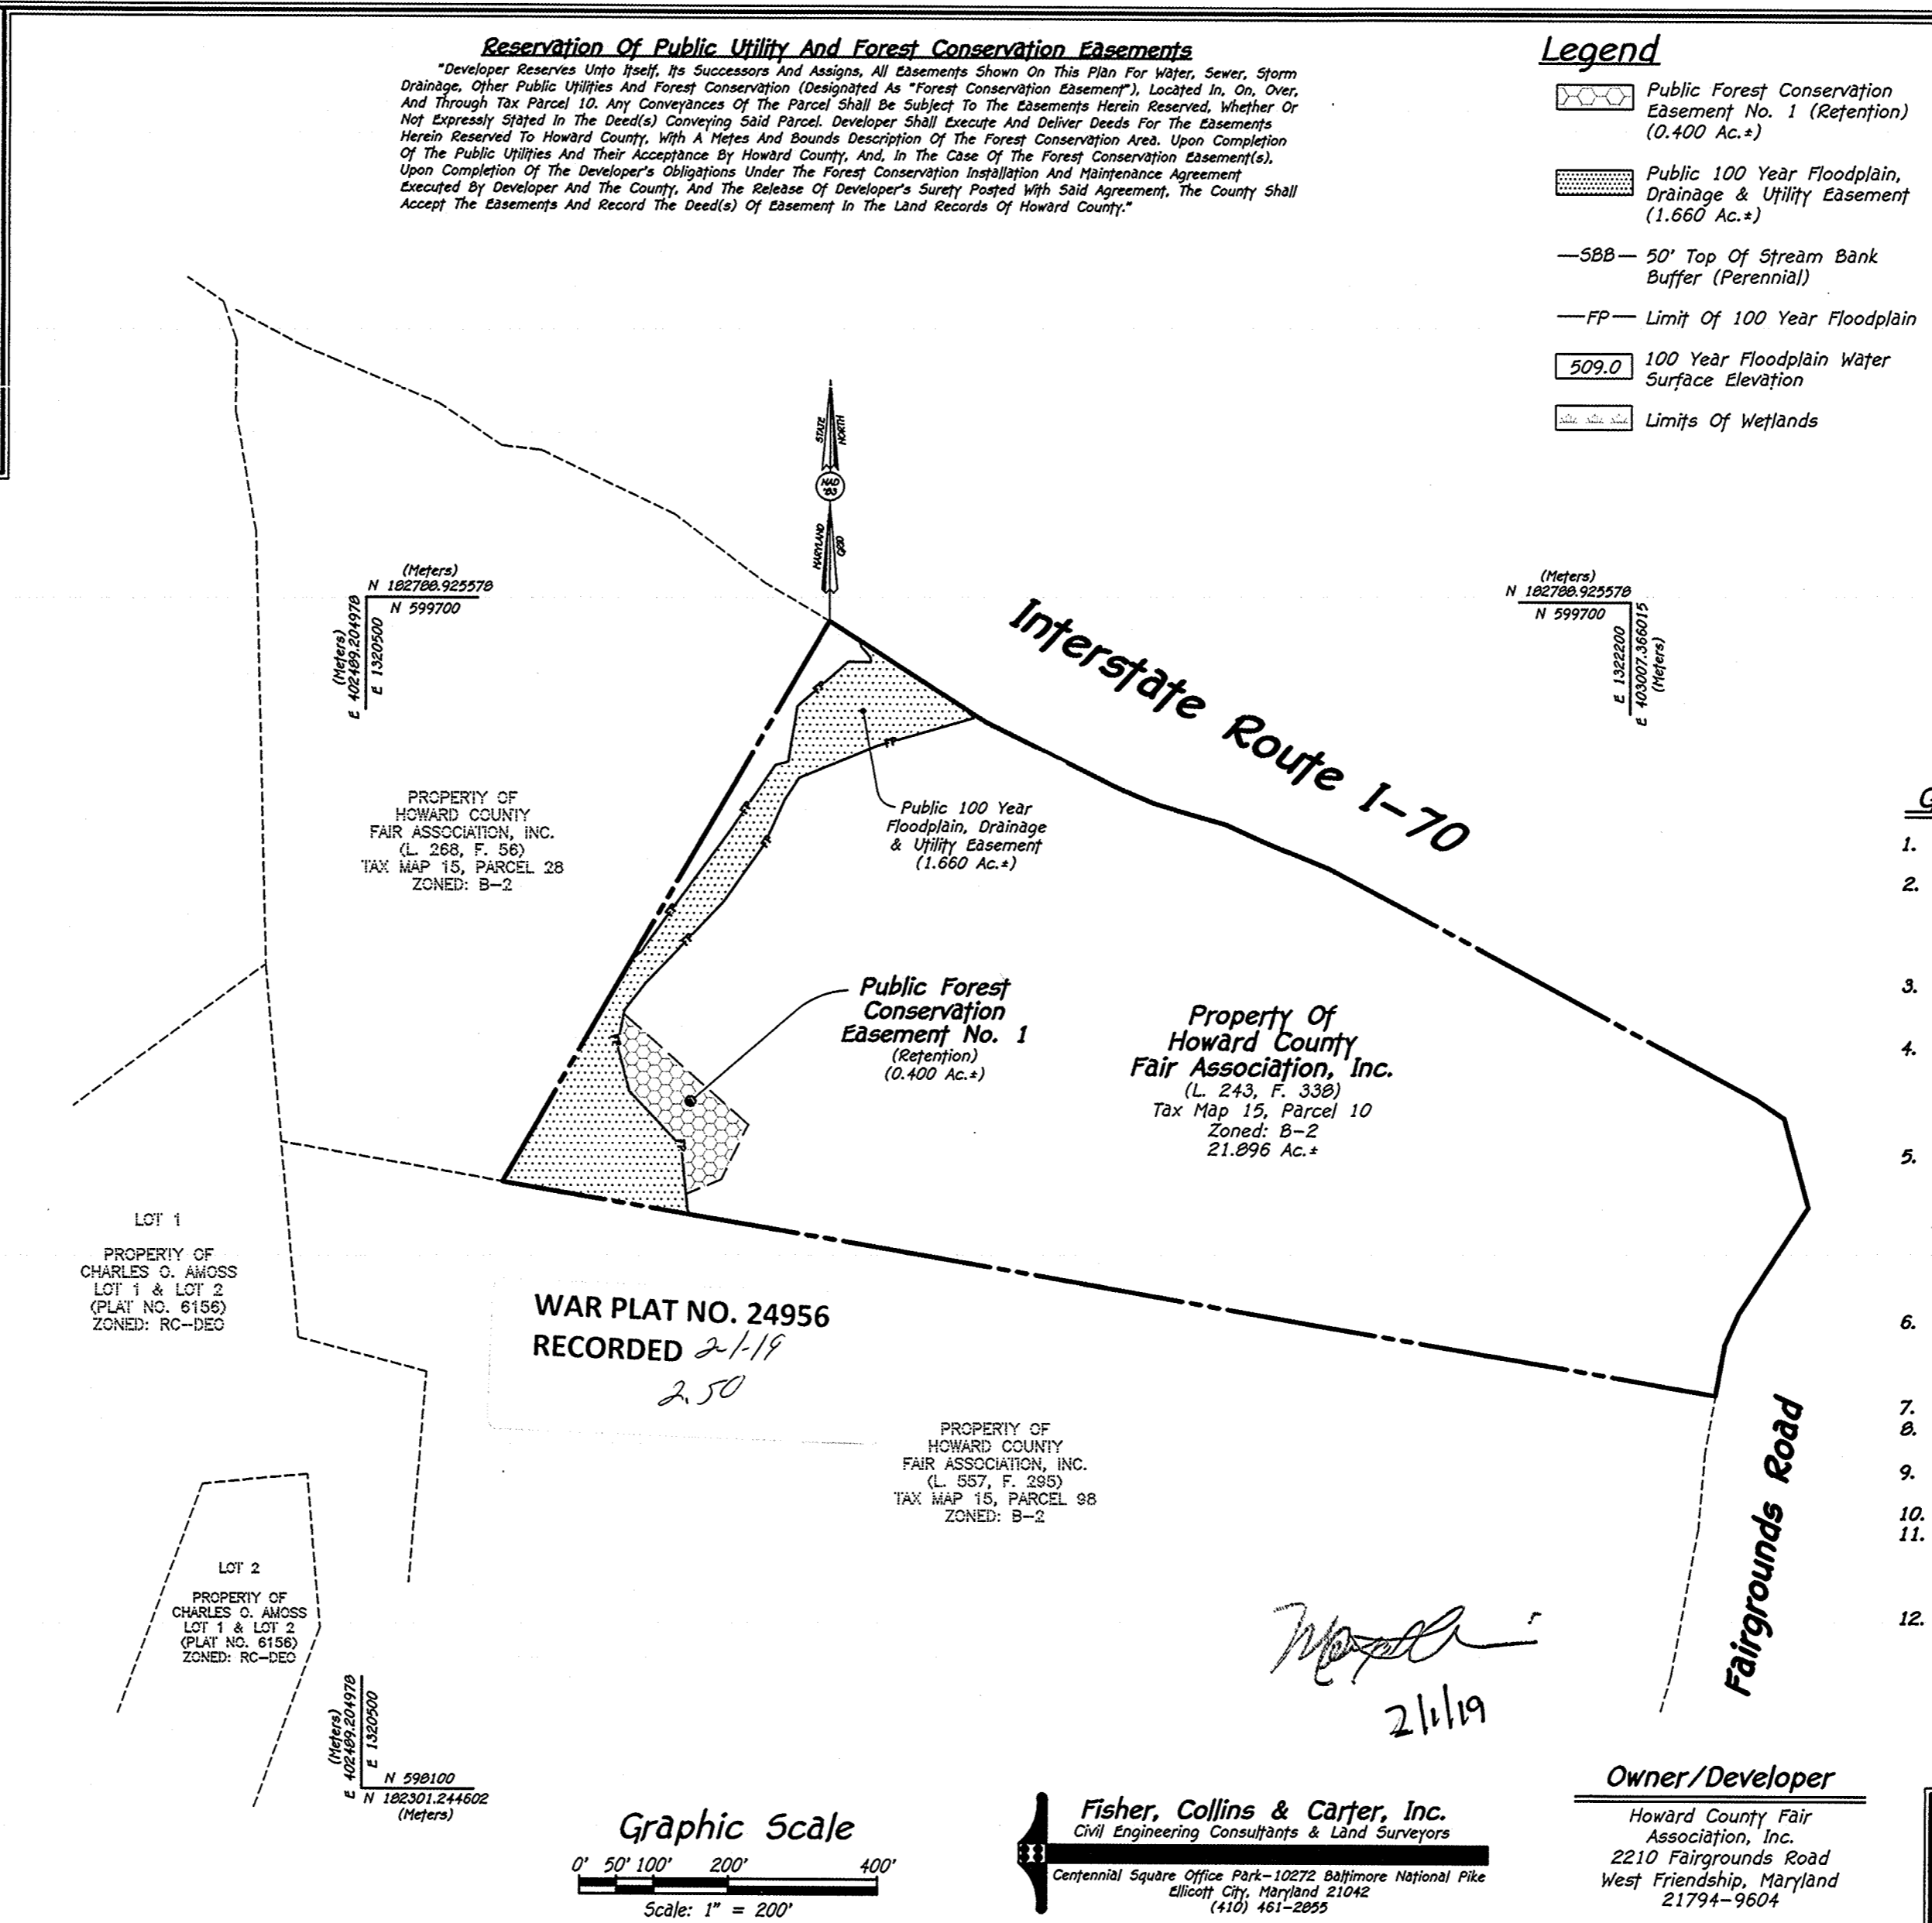 Reservation Of Public Utility And Forest Conservation Easements
"Developer Reserves Unto Itself, Its Successors And Assigns, All Easements Shown On This Plan For Water, Sewer, Storm
Drainage, Other Public Utilities And Forest Conservation (Designated As "Forest Conservation Easement"), Located In, On, Over,
And Through Tax Parcel 10. Any Conveyances Of The Parcel Shall Be Subject To The Easements Herein Reserved, Whether Or
Not Expressly Stated In The Deed(s) Conveying Said Parcel. Developer Shall Execute And Deliver Deeds For The Easements
Herein Reserved To Howard County, With A Metes And Bounds Description Of The Forest Conservation Area. Upon Completion
Of The Public Utilities And Their Acceptance By Howard County, And, In The Case Of The Forest Conservation Easement(s),
Upon Completion Of The Developer's Obligations Under The Forest Conservation Installation And Maintenance Agreement
Executed By Developer And The County, And The Release Of Developer's Surety Posted With Said Agreement, The County Shall
Accept The Easements And Record The Deed(s) Of Easement In The Land Records Of Howard County."
Legend
Public Forest Conservation
Easement No. 1 (Retention)
(0.400 Ac.±)
Public 100 Year Floodplain,
Drainage & Utility Easement
(1.660 Ac.±)
SBB 50' Top Of Stream Bank
Buffer (Perennial)
FP Limit Of 100 Year Floodplain
509.0 100 Year Floodplain Water
Surface Elevation
Limits Of Wetlands
STATE NORTH
NAD '83
MARYLAND GRID
(Meters)
N 182788.925578
N 599700
E 1320500
E 402489.204978
(Meters)
(Meters)
N 182788.925578
N 599700
E 1322200
E 403007.366015
(Meters)
Interstate Route I-70
PROPERTY OF
HOWARD COUNTY
FAIR ASSOCIATION, INC.
(L. 268, F. 56)
TAX MAP 15, PARCEL 28
ZONED: B-2
FP
FP
FP
FP
FP
FP
FP
FP
Public 100 Year
Floodplain, Drainage
& Utility Easement
(1.660 Ac.±)
Public Forest
Conservation
Easement No. 1
(Retention)
(0.400 Ac.±)
Property Of
Howard County
Fair Association, Inc.
(L. 243, F. 338)
Tax Map 15, Parcel 10
Zoned: B-2
21.896 Ac.±
G
1.
2.
3.
4.
5.
6.
7.
8.
9.
10.
11.
12.
LOT 1
PROPERTY OF
CHARLES O. AMOSS
LOT 1 & LOT 2
(PLAT NO. 6156)
ZONED: RC-DEO
WAR PLAT NO. 24956
RECORDED 2-1-19
2.50
PROPERTY OF
HOWARD COUNTY
FAIR ASSOCIATION, INC.
(L. 557, F. 295)
TAX MAP 15, PARCEL 98
ZONED: B-2
Fairgrounds Road
LOT 2
PROPERTY OF
CHARLES O. AMOSS
LOT 1 & LOT 2
(PLAT NO. 6156)
ZONED: RC-DEO
2/1/19
(Meters)
E 402489.204978
E 1320500
N 598100
N 182301.244602
(Meters)
Graphic Scale
0' 50' 100' 200' 400'
Scale: 1" = 200'
Fisher, Collins & Carter, Inc.
Civil Engineering Consultants & Land Surveyors
Centennial Square Office Park-10272 Baltimore National Pike
Ellicott City, Maryland 21042
(410) 461-2855
Owner/Developer
Howard County Fair
Association, Inc.
2210 Fairgrounds Road
West Friendship, Maryland
21794-9604